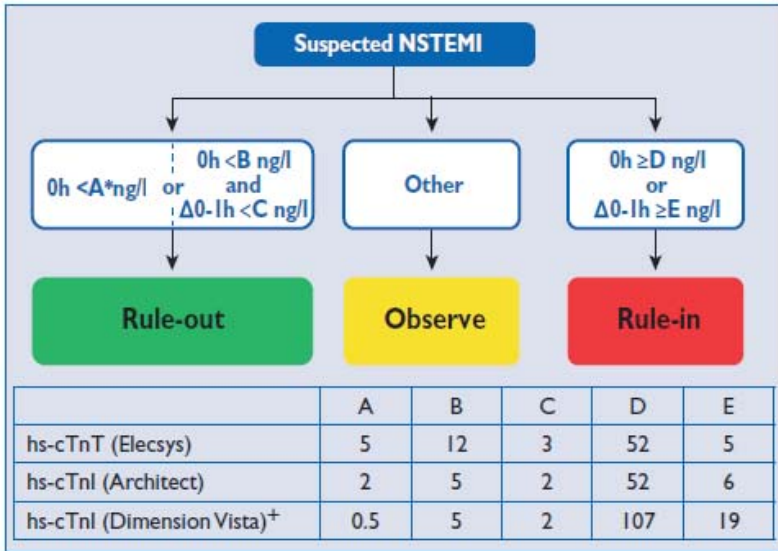 Suspected NSTEMI
0h <A*ng/l or 0h <B ng/l
and
Δ0-1h <C ng/l
Other
0h ≥D ng/l
or
Δ0-1h ≥E ng/l
Rule-out
Observe
Rule-in
A B C D E
hs-cTnT (Elecsys) 5 12 3 52 5
hs-cTnI (Architect) 2 5 2 52 6
hs-cTnI (Dimension Vista)+ 0.5 5 2 107 19